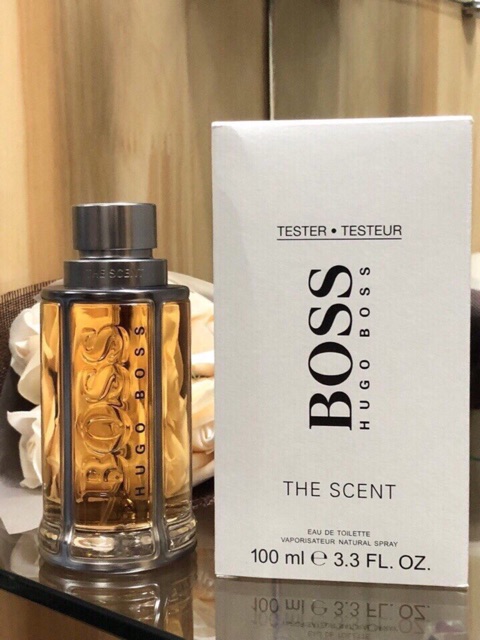 THE SCENT
BOSS
HUGO BOSS
TESTER • TESTEUR
BOSS
HUGO BOSS
THE SCENT
EAU DE TOILETTE
VAPORISATEUR NATURAL SPRAY
100 ml ℮ 3.3 FL. OZ.